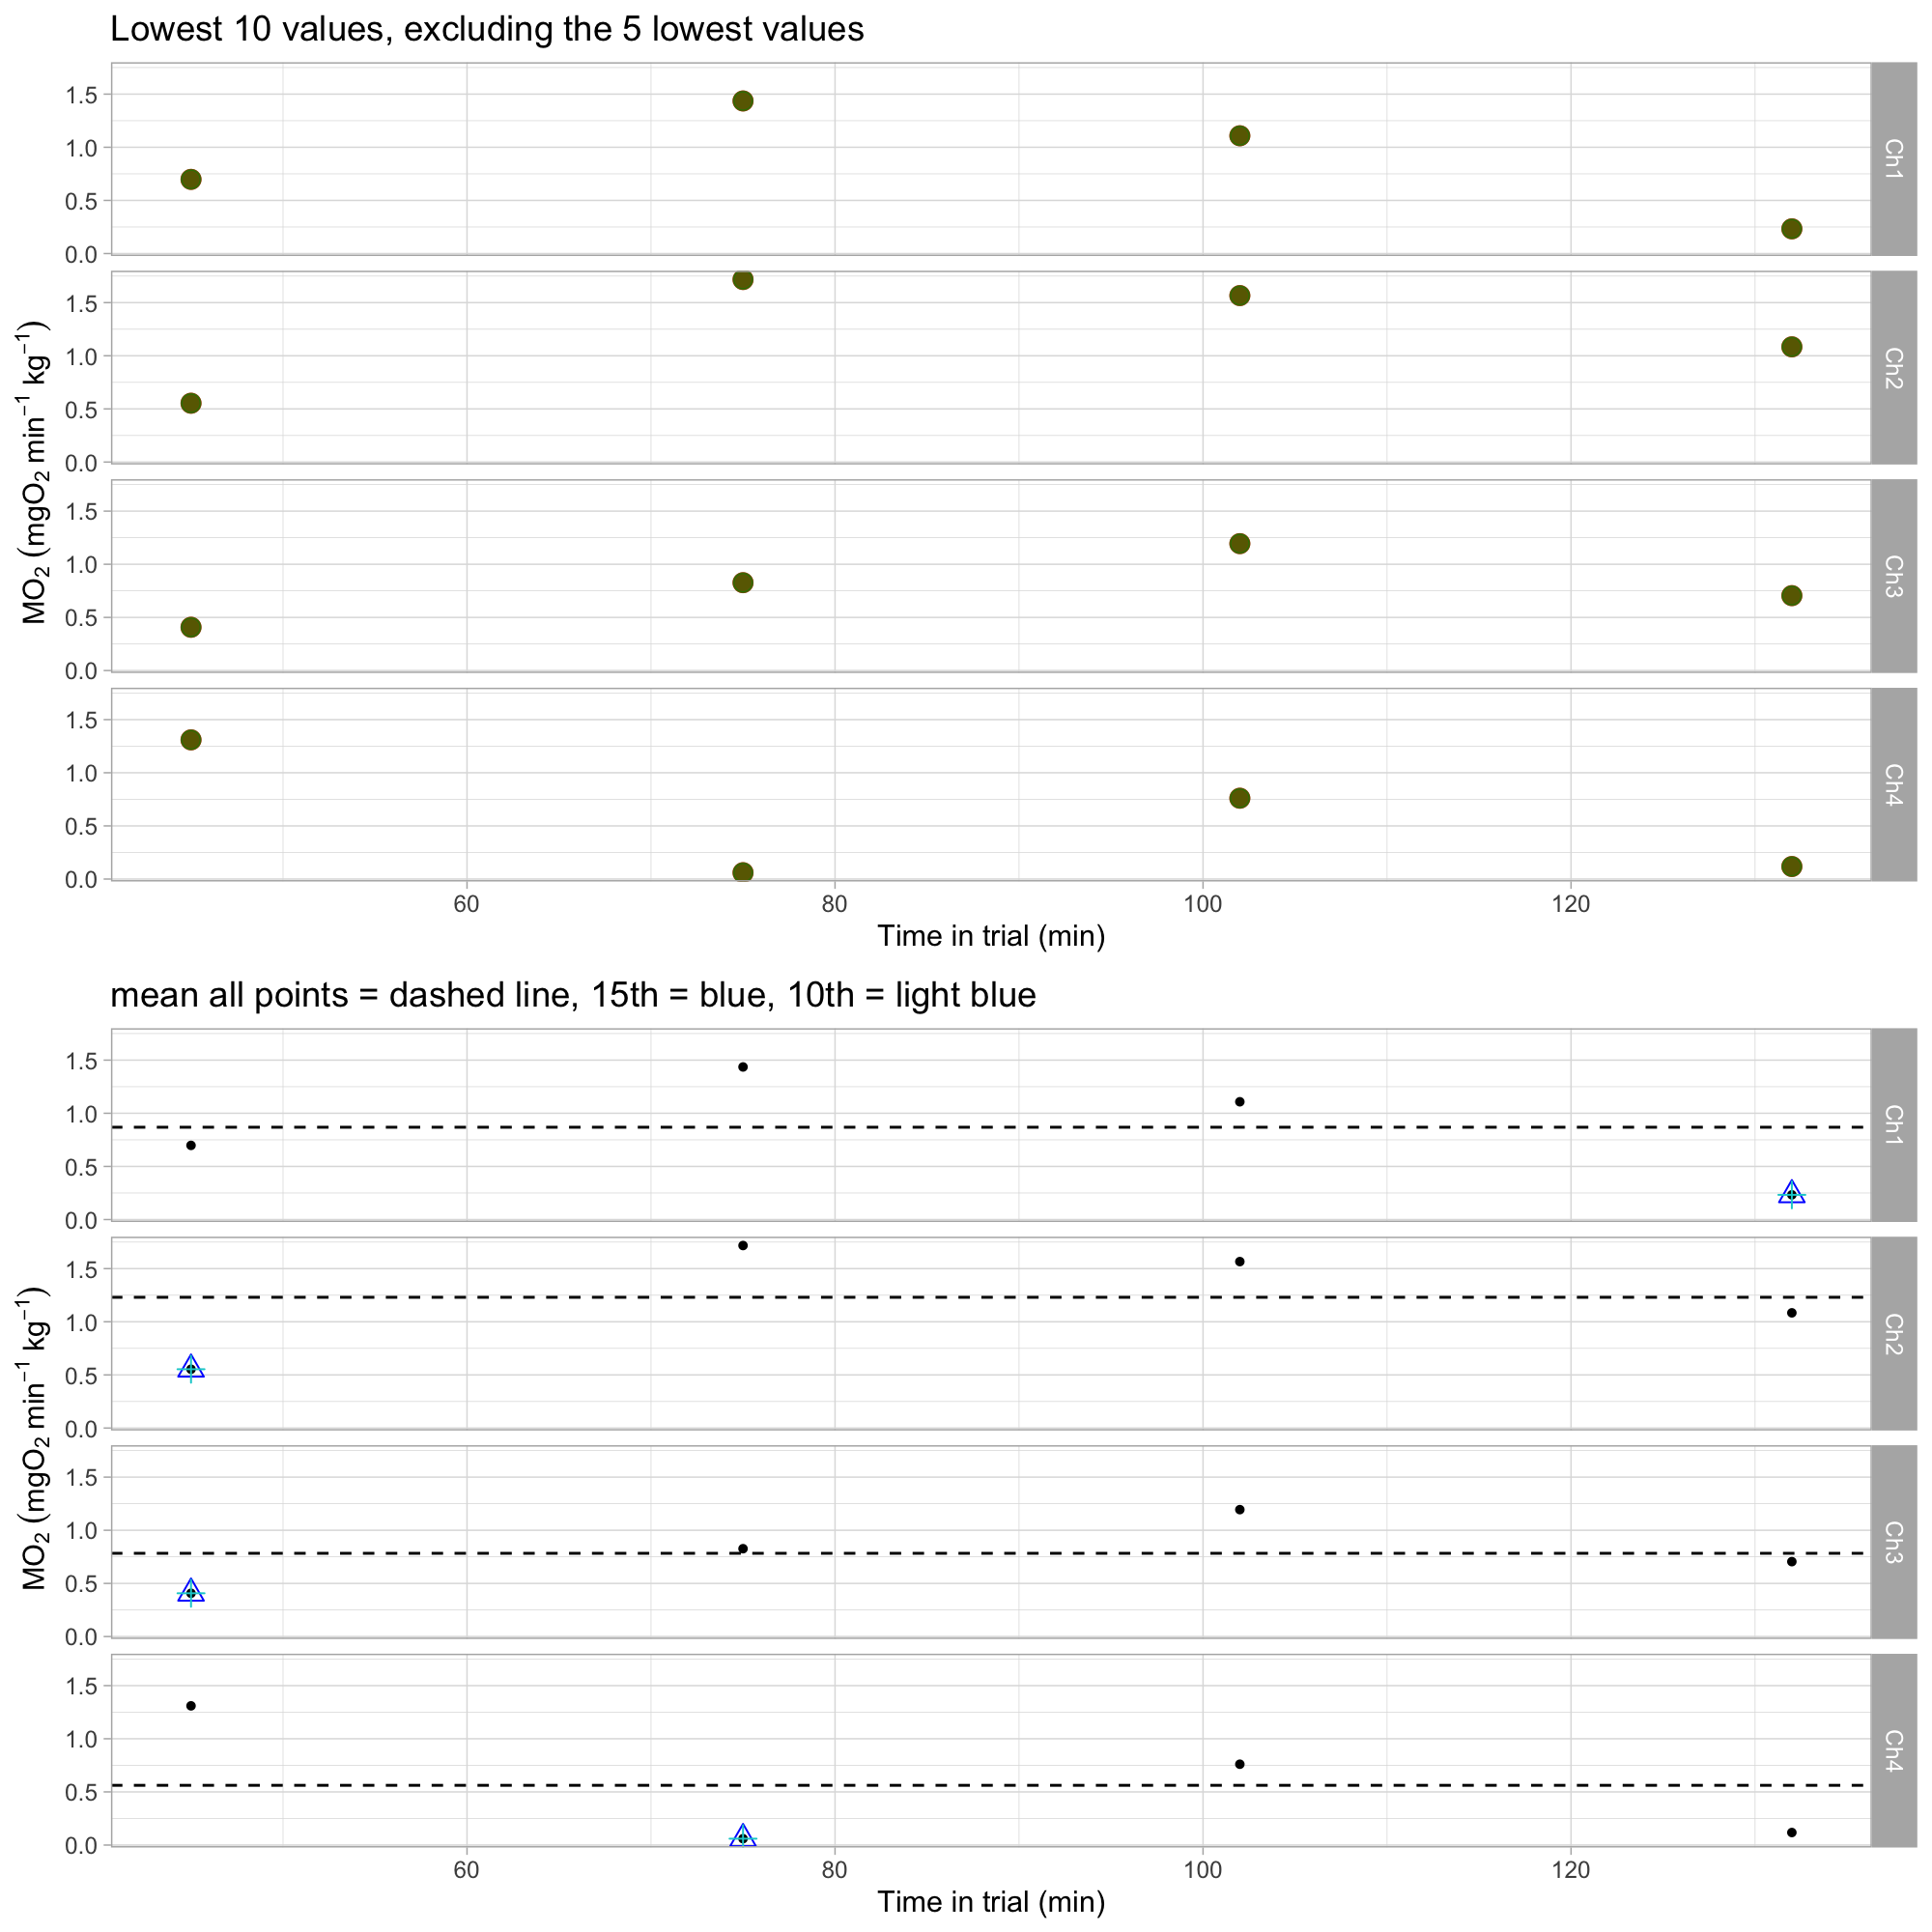 Lowest 10 values, excluding the 5 lowest values
1.5
1.0
0.5
0.0
Ch1
1.5
1.0
0.5
0.0
Ch2
1.5
1.0
0.5
0.0
Ch3
1.5
1.0
0.5
0.0
Ch4
MO₂ (mgO₂ min⁻¹ kg⁻¹)
60 80 100 120
Time in trial (min)
mean all points = dashed line, 15th = blue, 10th = light blue
1.5
1.0
0.5
0.0
Ch1
1.5
1.0
0.5
0.0
Ch2
1.5
1.0
0.5
0.0
Ch3
1.5
1.0
0.5
0.0
Ch4
MO₂ (mgO₂ min⁻¹ kg⁻¹)
60 80 100 120
Time in trial (min)